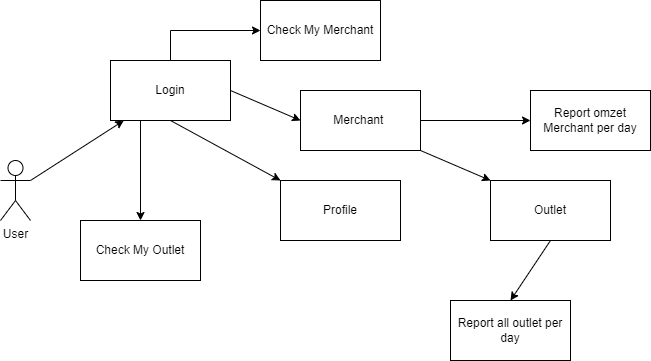 Check My Merchant
Login
Merchant
Report omzet
Merchant per day
User
Check My Outlet
Profile
Outlet
Report all outlet per
day